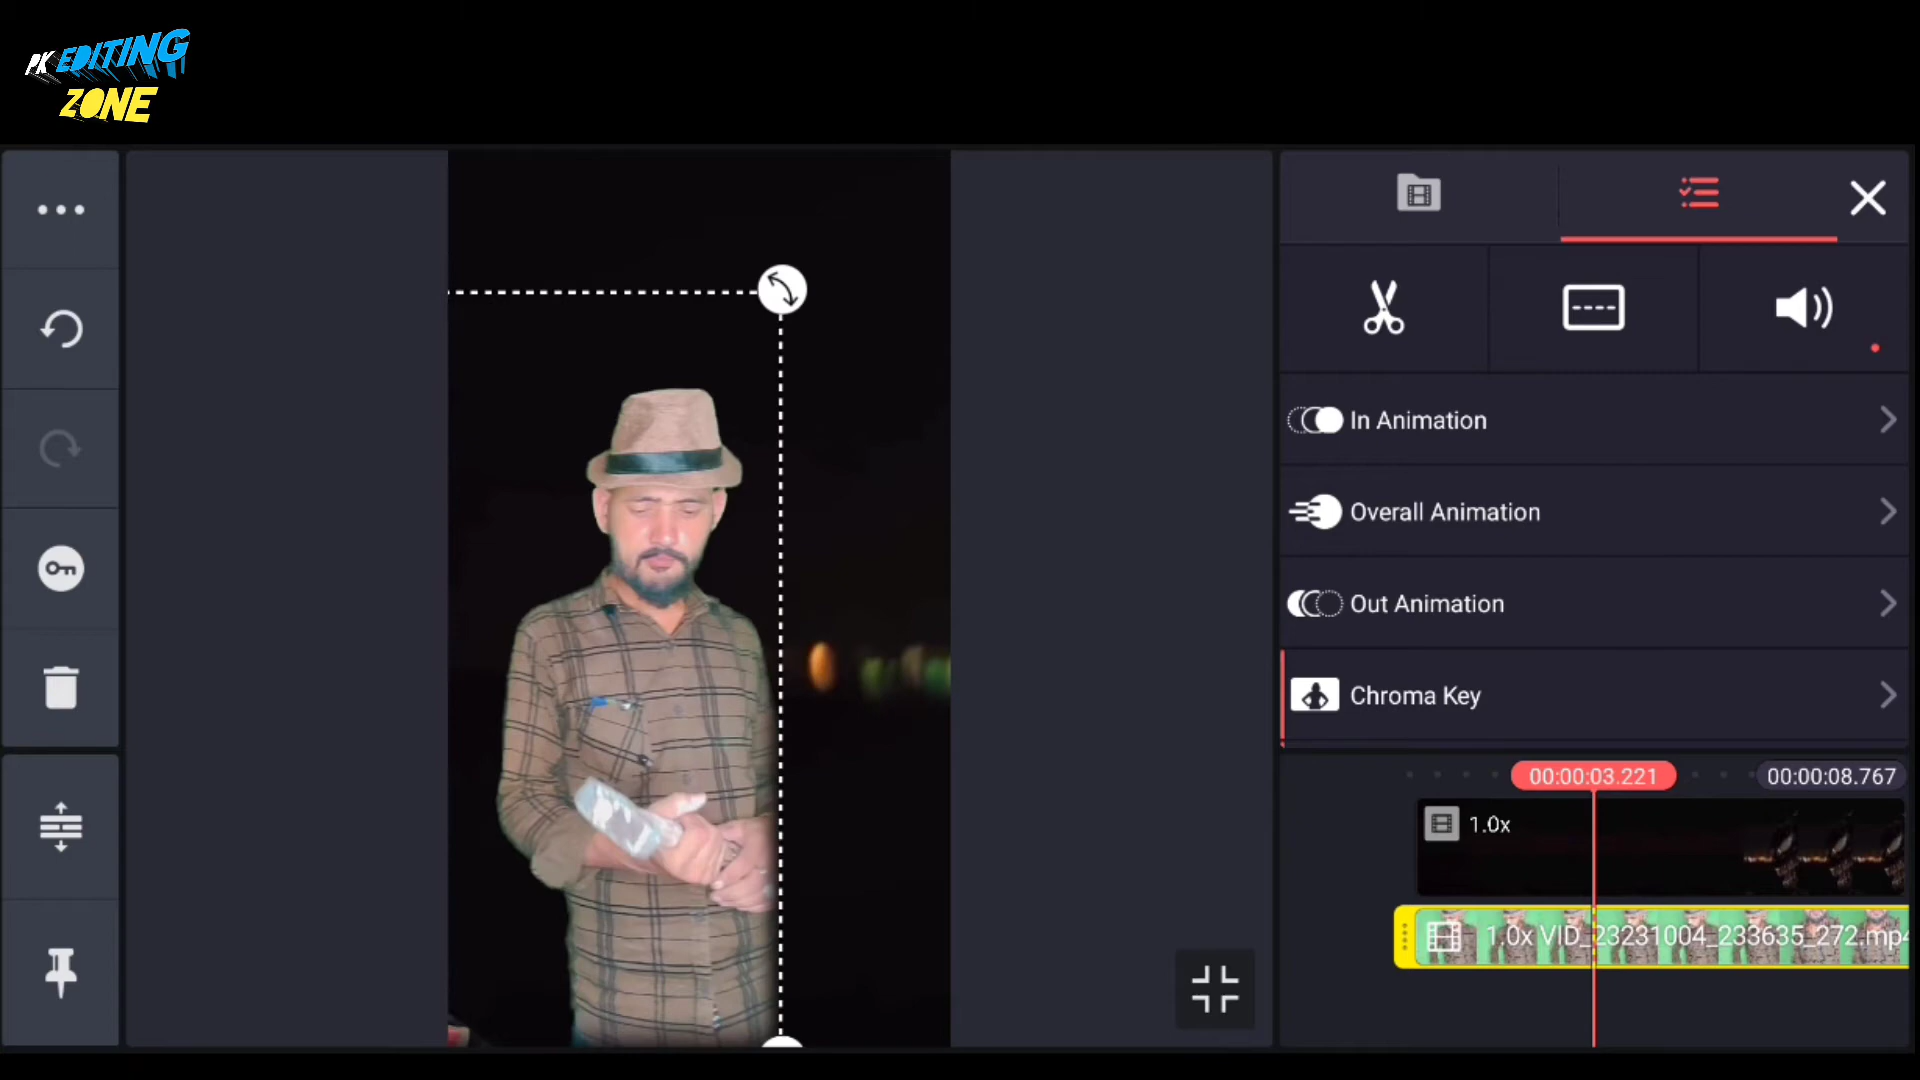 PK EDITING
ZONE
In Animation
Overall Animation
Out Animation
Chroma Key
00:00:03.221
00:00:08.767
1.0x
1.0x VID_23231004_233635_272.mp4